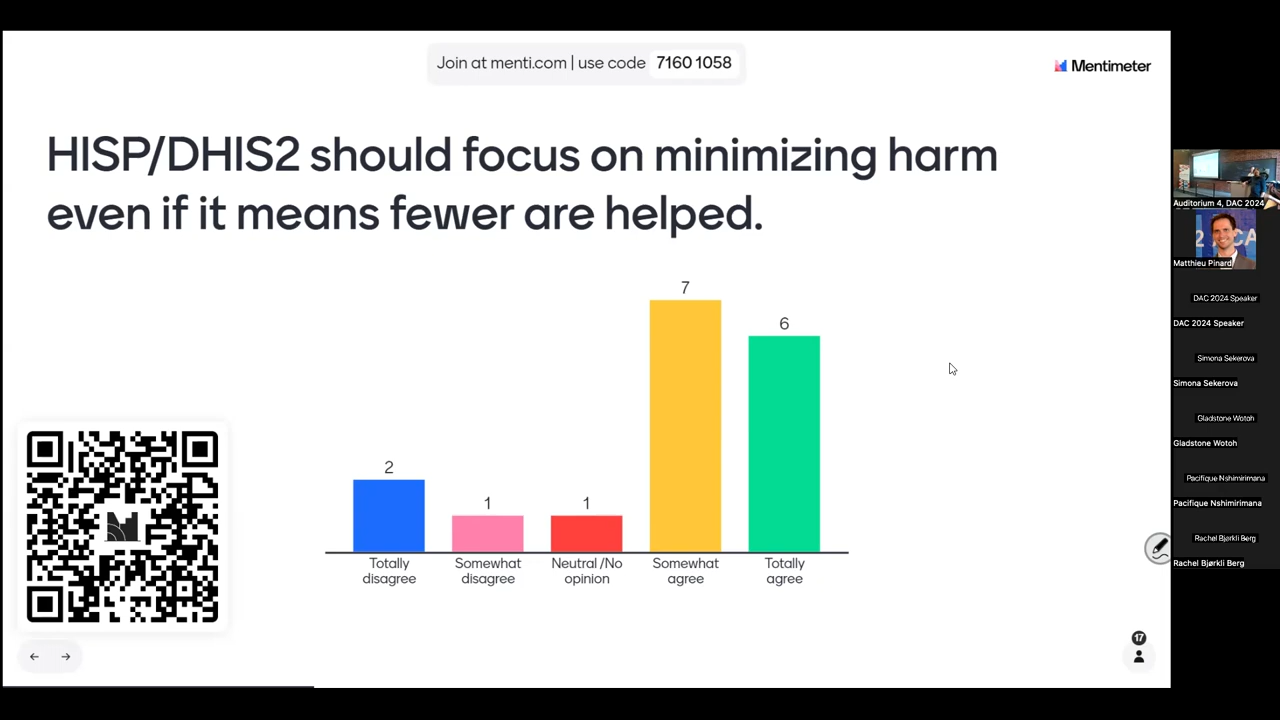 Join at menti.com | use code 7160 1058
Mentimeter
HISP/DHIS2 should focus on minimizing harm
even if it means fewer are helped.
2
1
1
7
6
Totally
disagree
Somewhat
disagree
Neutral /No
opinion
Somewhat
agree
Totally
agree
17
Auditorium 4, DAC 2024
Matthieu Pinard
DAC 2024 Speaker
DAC 2024 Speaker
Simona Sekerova
Simona Sekerova
Gladstone Wotoh
Gladstone Wotoh
Pacifique Nshimirimana
Pacifique Nshimirimana
Rachel Bjørkli Berg
Rachel Bjørkli Berg